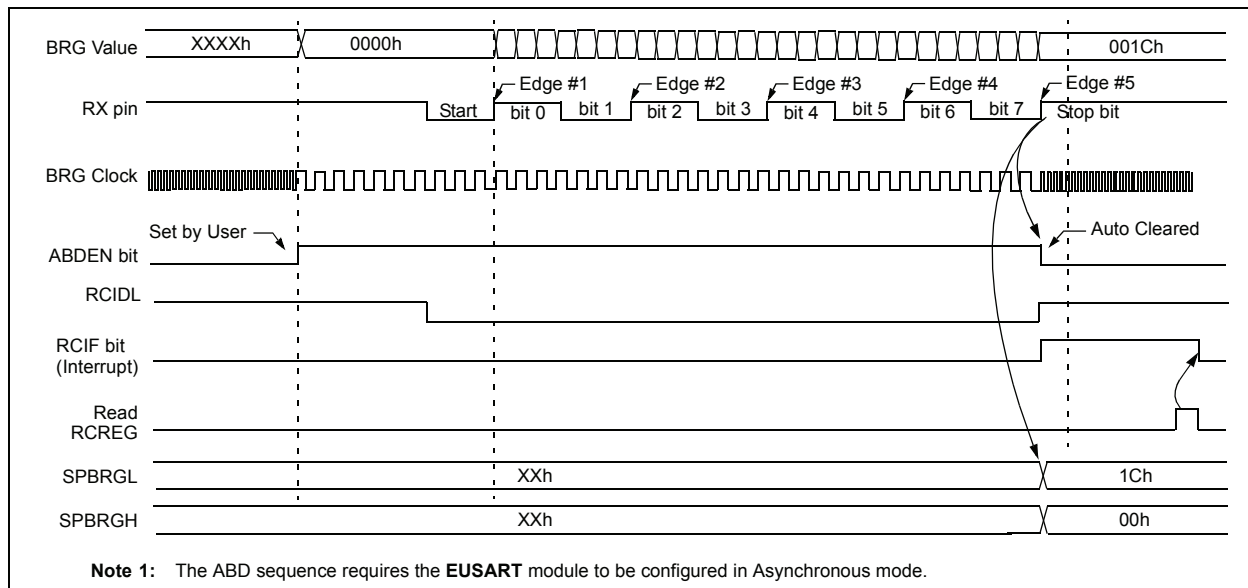 BRG Value XXXXh 0000h 001Ch
Edge #1 Edge #2 Edge #3 Edge #4 Edge #5
RX pin Start bit 0 bit 1 bit 2 bit 3 bit 4 bit 5 bit 6 bit 7 Stop bit
BRG Clock
Set by User Auto Cleared
ABDEN bit
RCIDL
RCIF bit
(Interrupt)
Read
RCREG
SPBRGL XXh 1Ch
SPBRGH XXh 00h
Note 1: The ABD sequence requires the EUSART module to be configured in Asynchronous mode.